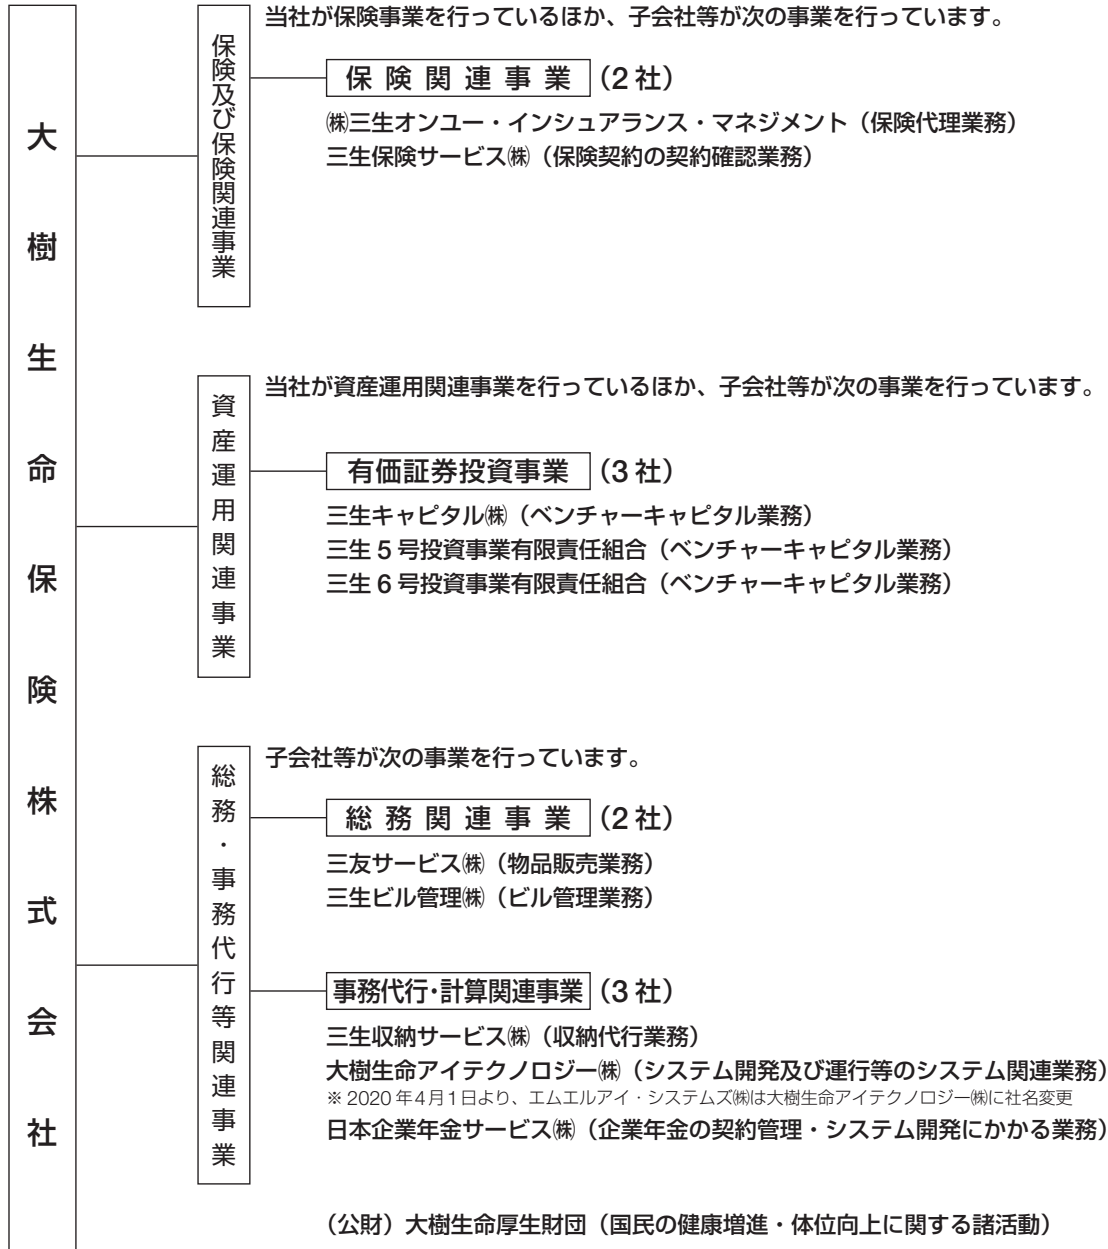 大樹生命保険株式会社
保険及び保険関連事業
当社が保険事業を行っているほか、子会社等が次の事業を行っています。
保険関連事業（2社）
㈱三生オンユー・インシュアランス・マネジメント（保険代理業務）
三生保険サービス㈱（保険契約の契約確認業務）
資産運用関連事業
当社が資産運用関連事業を行っているほか、子会社等が次の事業を行っています。
有価証券投資事業（3社）
三生キャピタル㈱（ベンチャーキャピタル業務）
三生5号投資事業有限責任組合（ベンチャーキャピタル業務）
三生6号投資事業有限責任組合（ベンチャーキャピタル業務）
総務・事務代行等関連事業
子会社等が次の事業を行っています。
総務関連事業（2社）
三友サービス㈱（物品販売業務）
三生ビル管理㈱（ビル管理業務）
事務代行・計算関連事業（3社）
三生収納サービス㈱（収納代行業務）
大樹生命アイテクノロジー㈱（システム開発及び運行等のシステム関連業務）
※2020年4月1日より、エムエルアイ・システムズ㈱は大樹生命アイテクノロジー㈱に社名変更
日本企業年金サービス㈱（企業年金の契約管理・システム開発にかかる業務）
（公財）大樹生命厚生財団（国民の健康増進・体位向上に関する諸活動）